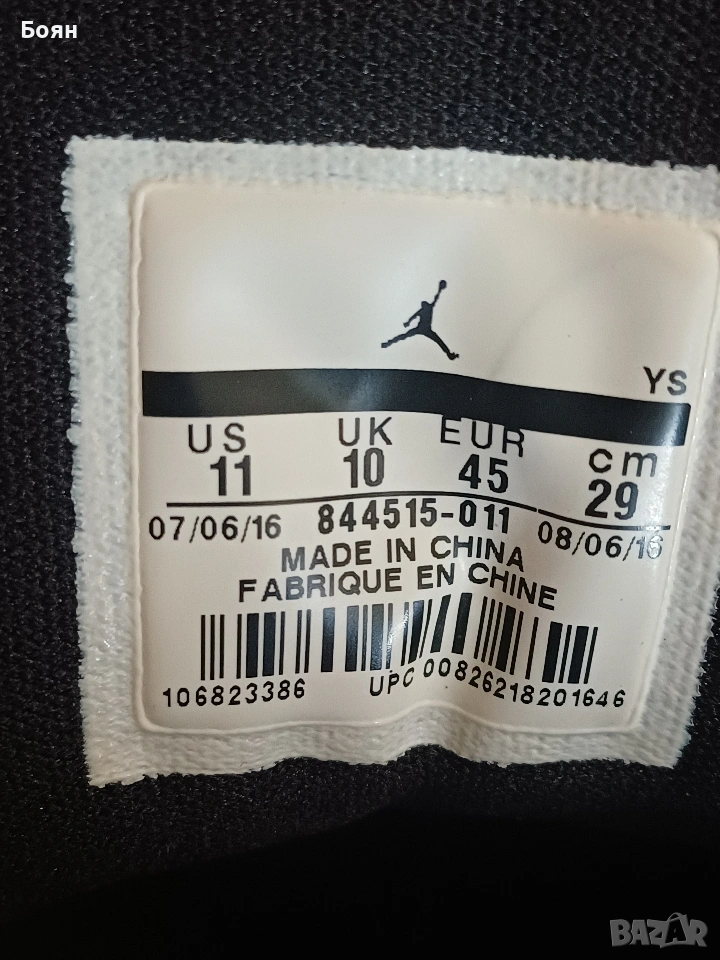 Боян
YS
US UK EUR cm
11 10 45 29
07/06/16 844515-011 08/06/16
MADE IN CHINA
FABRIQUE EN CHINE
106823386 UPC 00826218201646
BAZAR